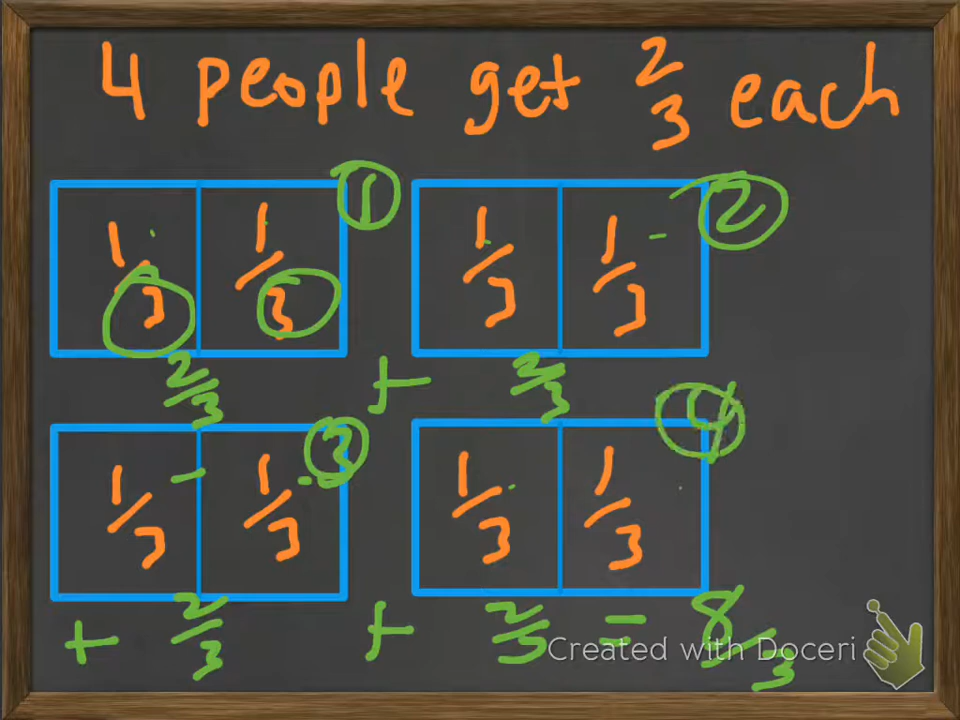 4 people get 2/3 each
1/3 1/3 ① 1/3 1/3 ②
2/3 + 2/3
1/3 1/3 ③ 1/3 1/3 ④
+ 2/3 + 2/3 = 8/3
Created with Doceri